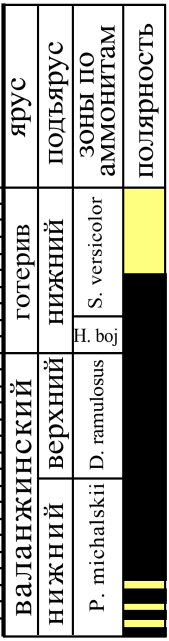 ярус
подъярус
зоны по
аммонитам
полярность
готерив
нижний
S. versicolor
H. boj
валанжинский
верхний
D. ramulosus
нижний
P. michalskii